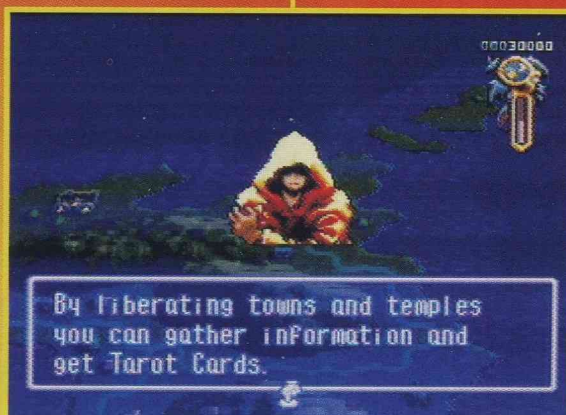 00030000
By liberating towns and temples
you can gather information and
get Tarot Cards.